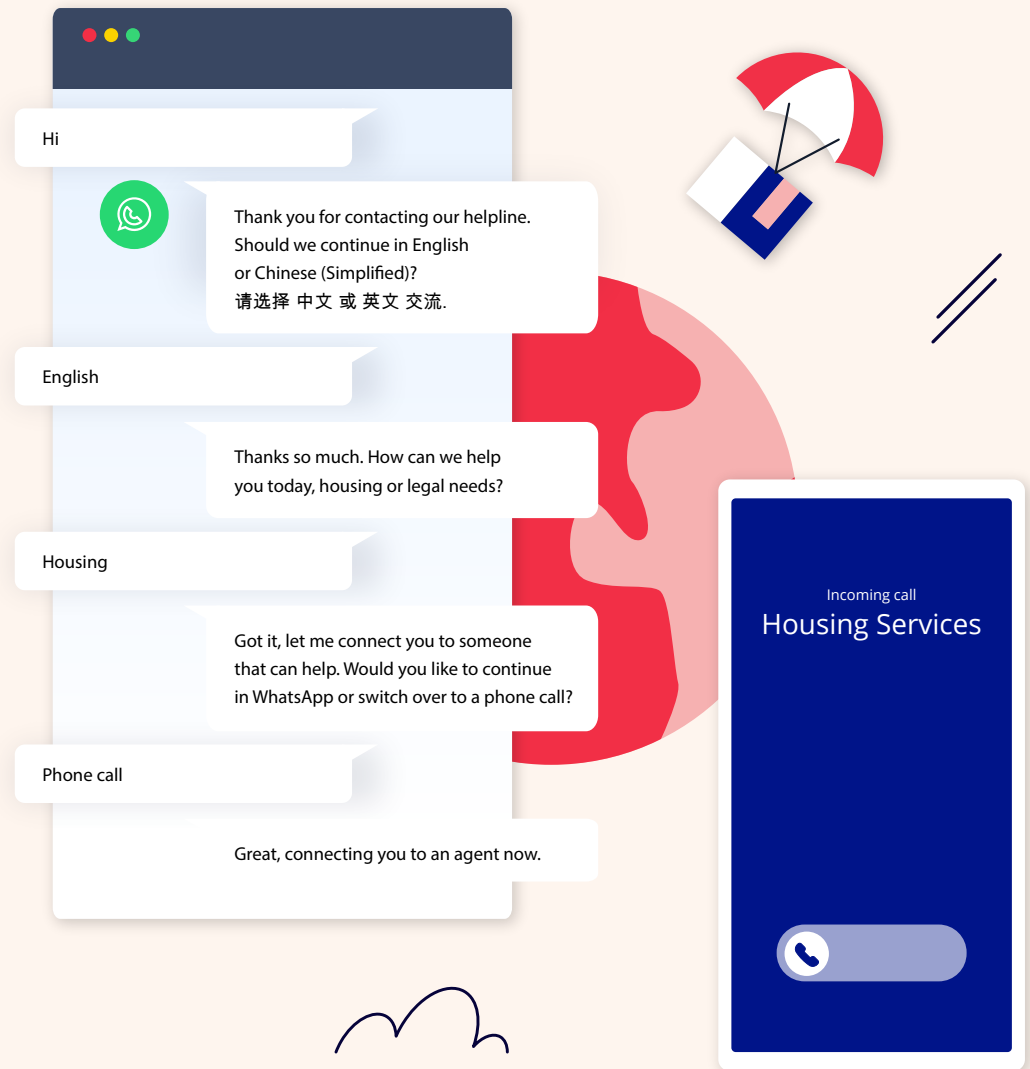 Hi
Thank you for contacting our helpline.
Should we continue in English
or Chinese (Simplified)?
请选择 中文 或 英文 交流.
English
Thanks so much. How can we help
you today, housing or legal needs?
Housing
Got it, let me connect you to someone
that can help. Would you like to continue
in WhatsApp or switch over to a phone call?
Phone call
Great, connecting you to an agent now.
Incoming call
Housing Services